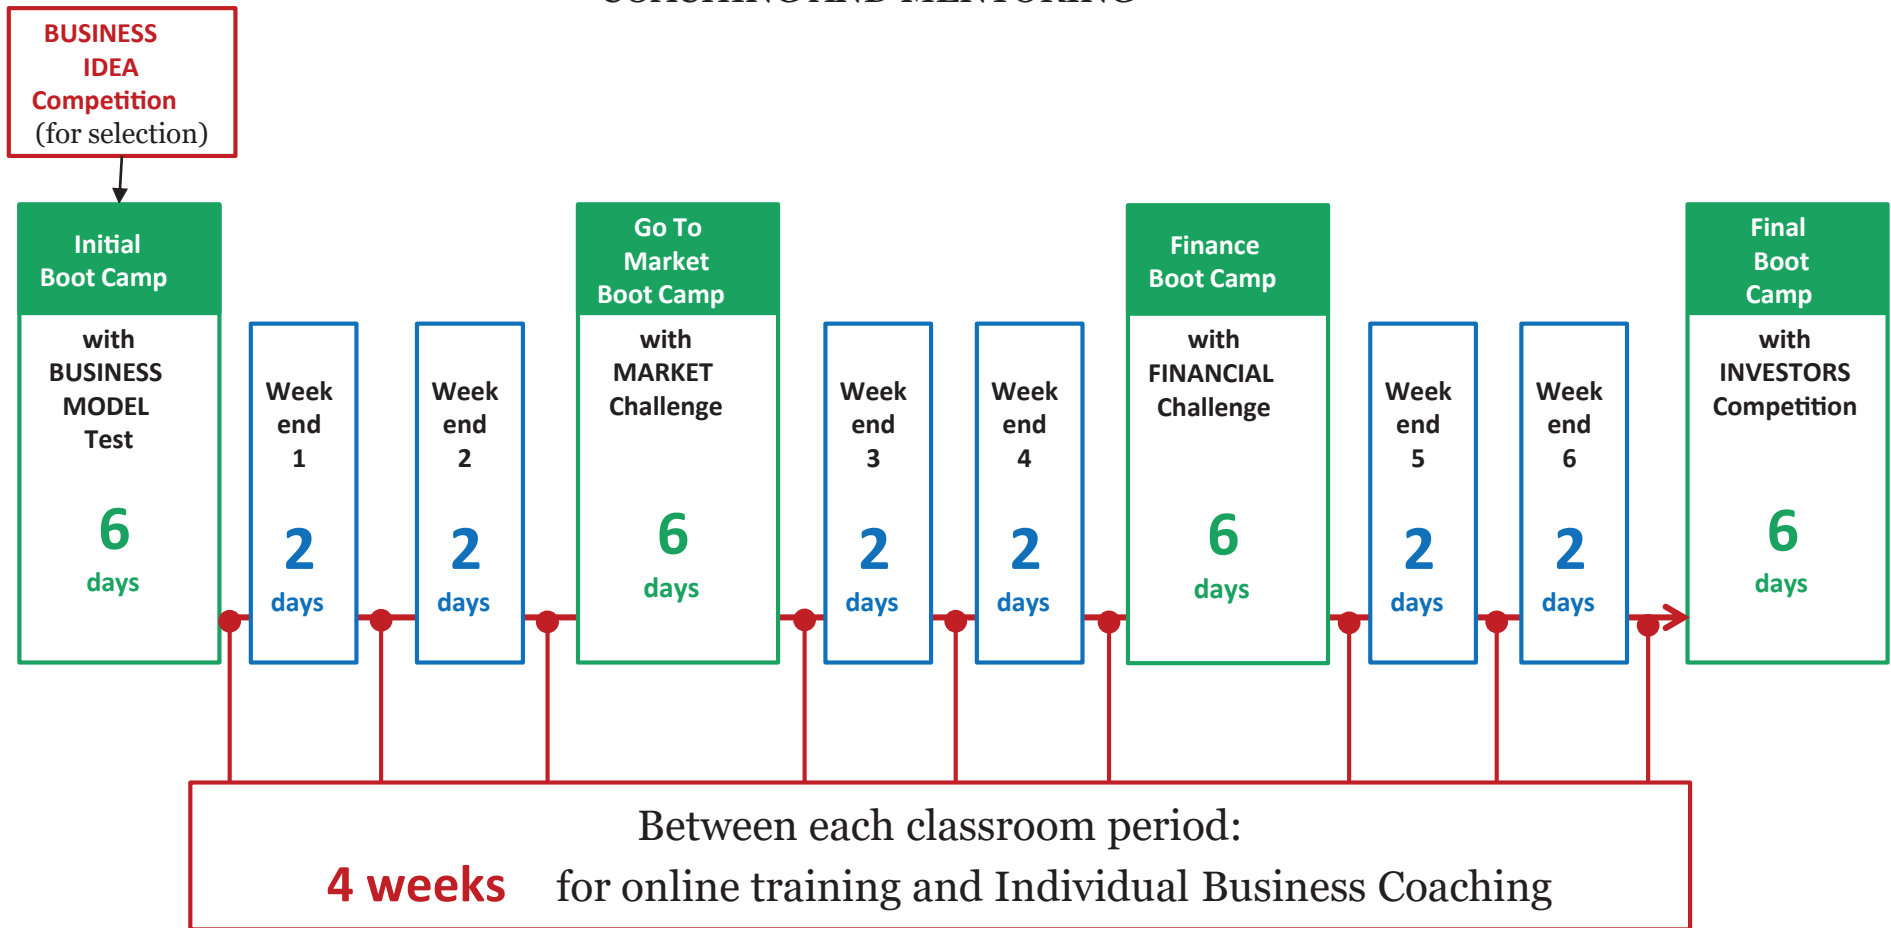 COACHING AND MENTORING
BUSINESS
IDEA
Competition
(for selection)
Initial
Boot Camp
with
BUSINESS
MODEL
Test
6
days
Week
end
1
2
days
Week
end
2
2
days
Go To
Market
Boot Camp
with
MARKET
Challenge
6
days
Week
end
3
2
days
Week
end
4
2
days
Finance
Boot Camp
with
FINANCIAL
Challenge
6
days
Week
end
5
2
days
Week
end
6
2
days
Final
Boot
Camp
with
INVESTORS
Competition
6
days
Between each classroom period:
4 weeks for online training and Individual Business Coaching